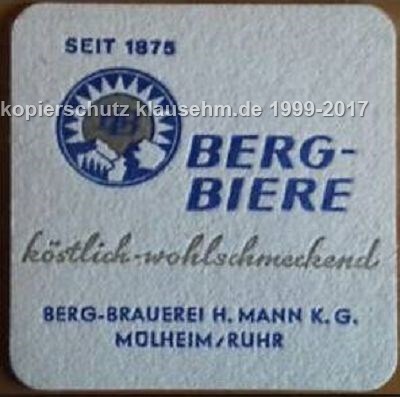 SEIT 1875
kopierschutz klausehm.de 1999-2017
BERG-
BIERE
köstlich-wohlschmeckend
BERG-BRAUEREI H. MANN K. G.
MÜLHEIM/RUHR